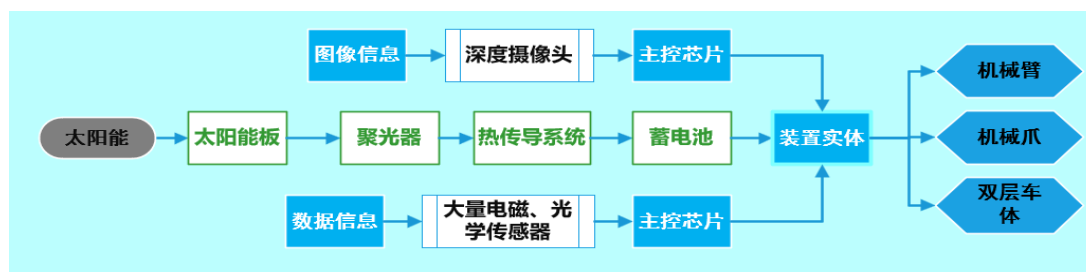 图像信息
深度摄像头
主控芯片
机械臂
太阳能
太阳能板
聚光器
热传导系统
蓄电池
装置实体
机械爪
数据信息
大量电磁、光
学传感器
主控芯片
双层车
体